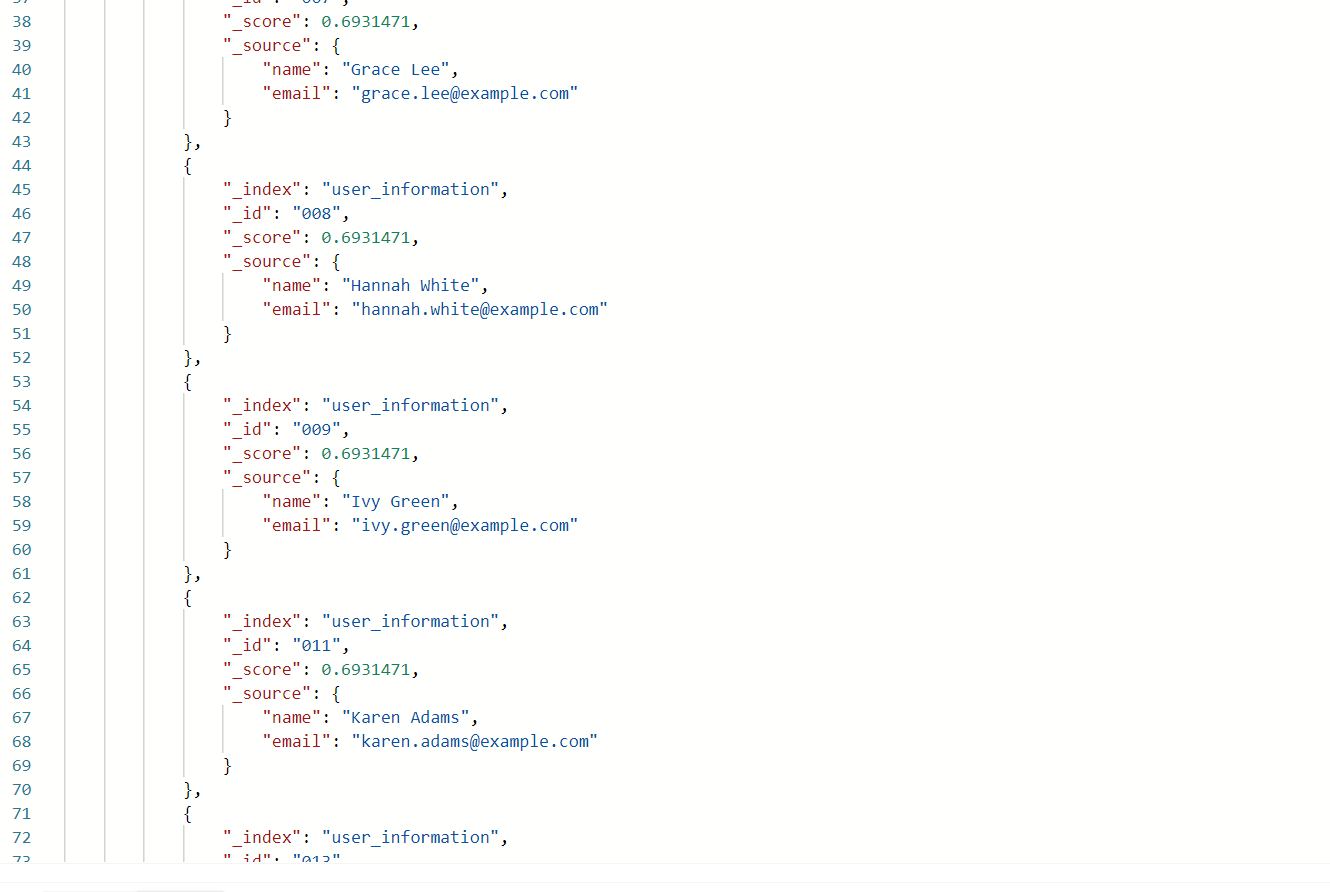 38 "_score": 0.6931471,
39 "_source": {
40 "name": "Grace Lee",
41 "email": "grace.lee@example.com"
42 }
43 },
44 {
45 "_index": "user_information",
46 "_id": "008",
47 "_score": 0.6931471,
48 "_source": {
49 "name": "Hannah White",
50 "email": "hannah.white@example.com"
51 }
52 },
53 {
54 "_index": "user_information",
55 "_id": "009",
56 "_score": 0.6931471,
57 "_source": {
58 "name": "Ivy Green",
59 "email": "ivy.green@example.com"
60 }
61 },
62 {
63 "_index": "user_information",
64 "_id": "011",
65 "_score": 0.6931471,
66 "_source": {
67 "name": "Karen Adams",
68 "email": "karen.adams@example.com"
69 }
70 },
71 {
72 "_index": "user_information",
73 "_id": "013"